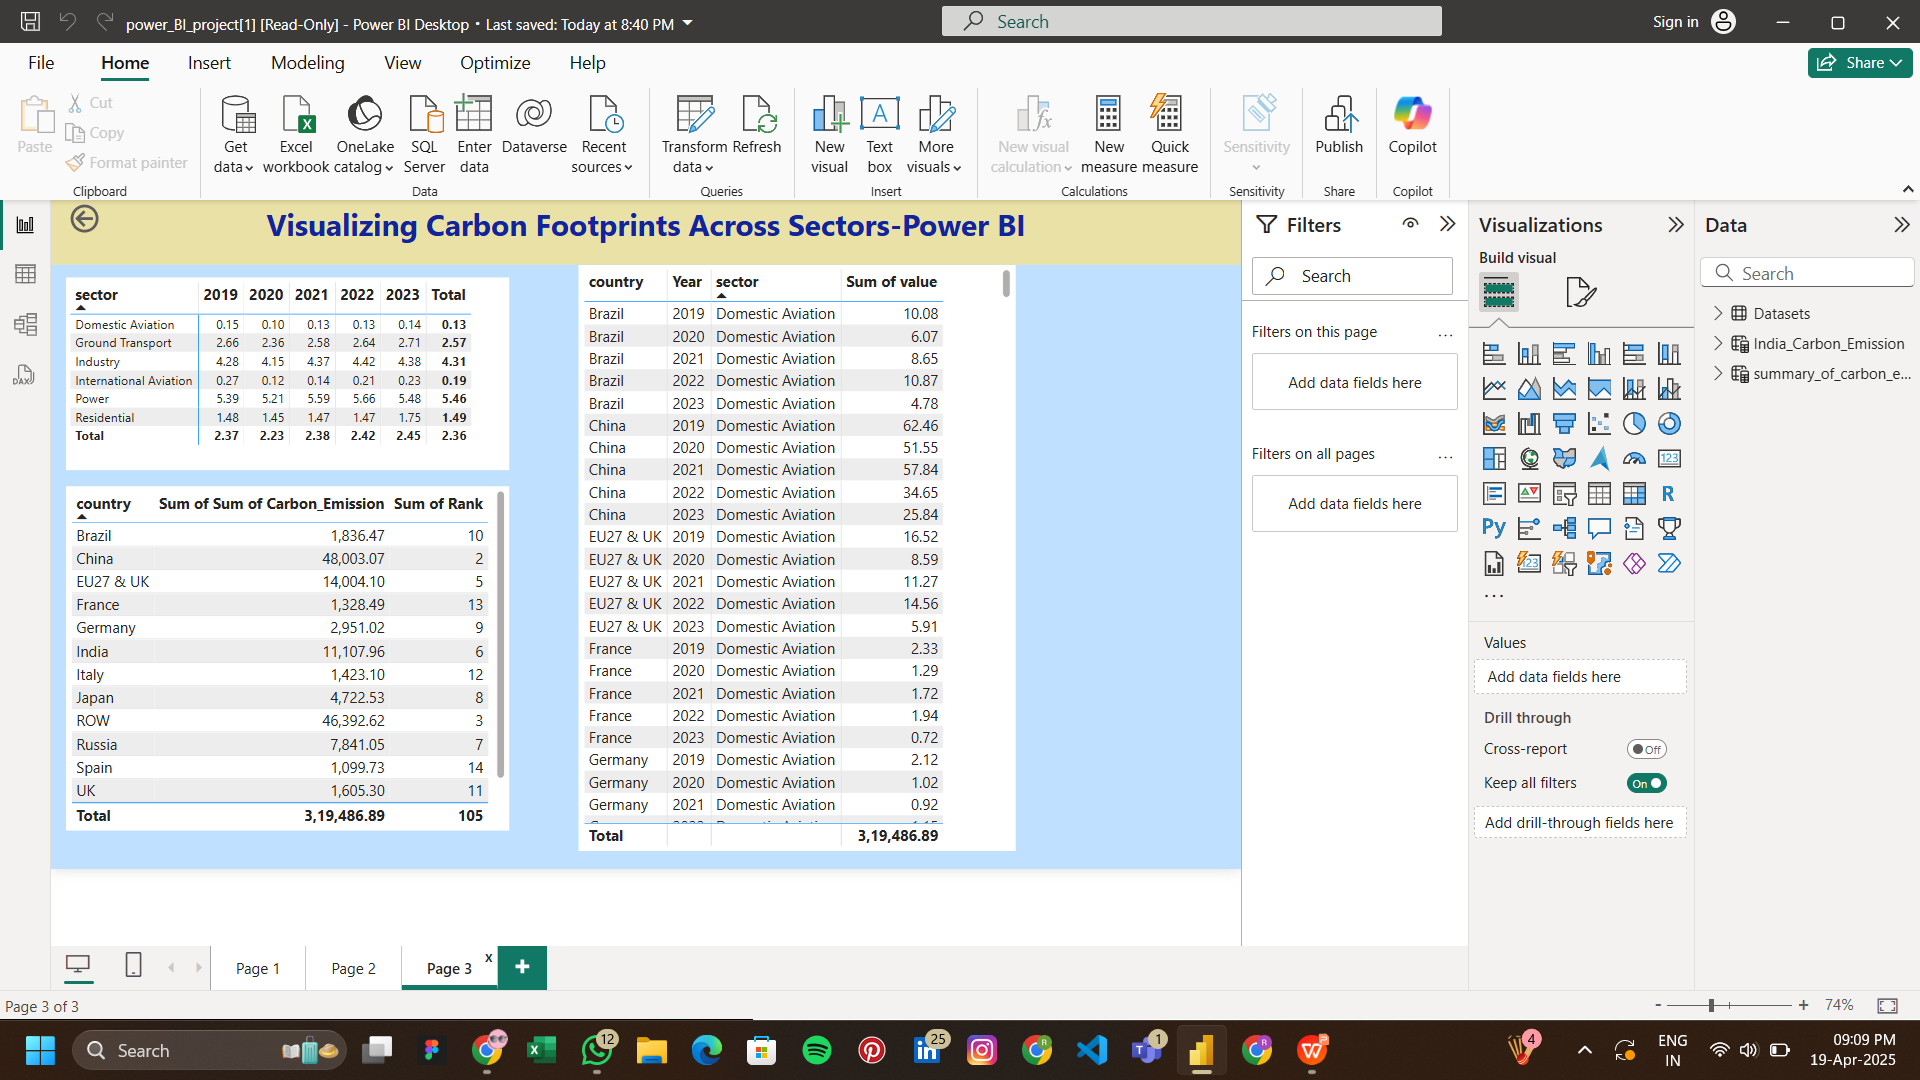 power_BI_project[1] [Read-Only] - Power BI Desktop • Last saved: Today at 8:40 PM
Search
Sign in
File Home Insert Modeling View Optimize Help
Share
Paste
Cut
Copy
Format painter
Clipboard
Get data
Excel workbook
OneLake catalog
SQL Server
Enter data
Dataverse
Recent sources
Data
Transform data
Refresh
Queries
New visual
Text box
More visuals
Insert
New visual calculation
New measure
Quick measure
Calculations
Sensitivity
Sensitivity
Publish
Share
Copilot
Copilot
Visualizing Carbon Footprints Across Sectors-Power BI
sector 2019 2020 2021 2022 2023 Total
Domestic Aviation 0.15 0.10 0.13 0.13 0.14 0.13
Ground Transport 2.66 2.36 2.58 2.64 2.71 2.57
Industry 4.28 4.15 4.37 4.42 4.38 4.31
International Aviation 0.27 0.12 0.14 0.21 0.23 0.19
Power 5.39 5.21 5.59 5.66 5.48 5.46
Residential 1.48 1.45 1.47 1.47 1.75 1.49
Total 2.37 2.23 2.38 2.42 2.45 2.36
country Sum of Sum of Carbon_Emission Sum of Rank
Brazil 1,836.47 10
China 48,003.07 2
EU27 & UK 14,004.10 5
France 1,328.49 13
Germany 2,951.02 9
India 11,107.96 6
Italy 1,423.10 12
Japan 4,722.53 8
ROW 46,392.62 3
Russia 7,841.05 7
Spain 1,099.73 14
UK 1,605.30 11
Total 3,19,486.89 105
country Year sector Sum of value
Brazil 2019 Domestic Aviation 10.08
Brazil 2020 Domestic Aviation 6.07
Brazil 2021 Domestic Aviation 8.65
Brazil 2022 Domestic Aviation 10.87
Brazil 2023 Domestic Aviation 4.78
China 2019 Domestic Aviation 62.46
China 2020 Domestic Aviation 51.55
China 2021 Domestic Aviation 57.84
China 2022 Domestic Aviation 34.65
China 2023 Domestic Aviation 25.84
EU27 & UK 2019 Domestic Aviation 16.52
EU27 & UK 2020 Domestic Aviation 8.59
EU27 & UK 2021 Domestic Aviation 11.27
EU27 & UK 2022 Domestic Aviation 14.56
EU27 & UK 2023 Domestic Aviation 5.91
France 2019 Domestic Aviation 2.33
France 2020 Domestic Aviation 1.29
France 2021 Domestic Aviation 1.72
France 2022 Domestic Aviation 1.94
France 2023 Domestic Aviation 0.72
Germany 2019 Domestic Aviation 2.12
Germany 2020 Domestic Aviation 1.02
Germany 2021 Domestic Aviation 0.92
Total 3,19,486.89
Filters
Search
Filters on this page ...
Add data fields here
Filters on all pages ...
Add data fields here
Visualizations
Build visual
123
R
Py
123
...
Values
Add data fields here
Drill through
Cross-report Off
Keep all filters On
Add drill-through fields here
Data
Search
Datasets
India_Carbon_Emission
summary_of_carbon_e...
DAX
Page 1 Page 2 Page 3 x +
Page 3 of 3
- + 74%
Search
12
25
1
4
ENG
IN
09:09 PM
19-Apr-2025